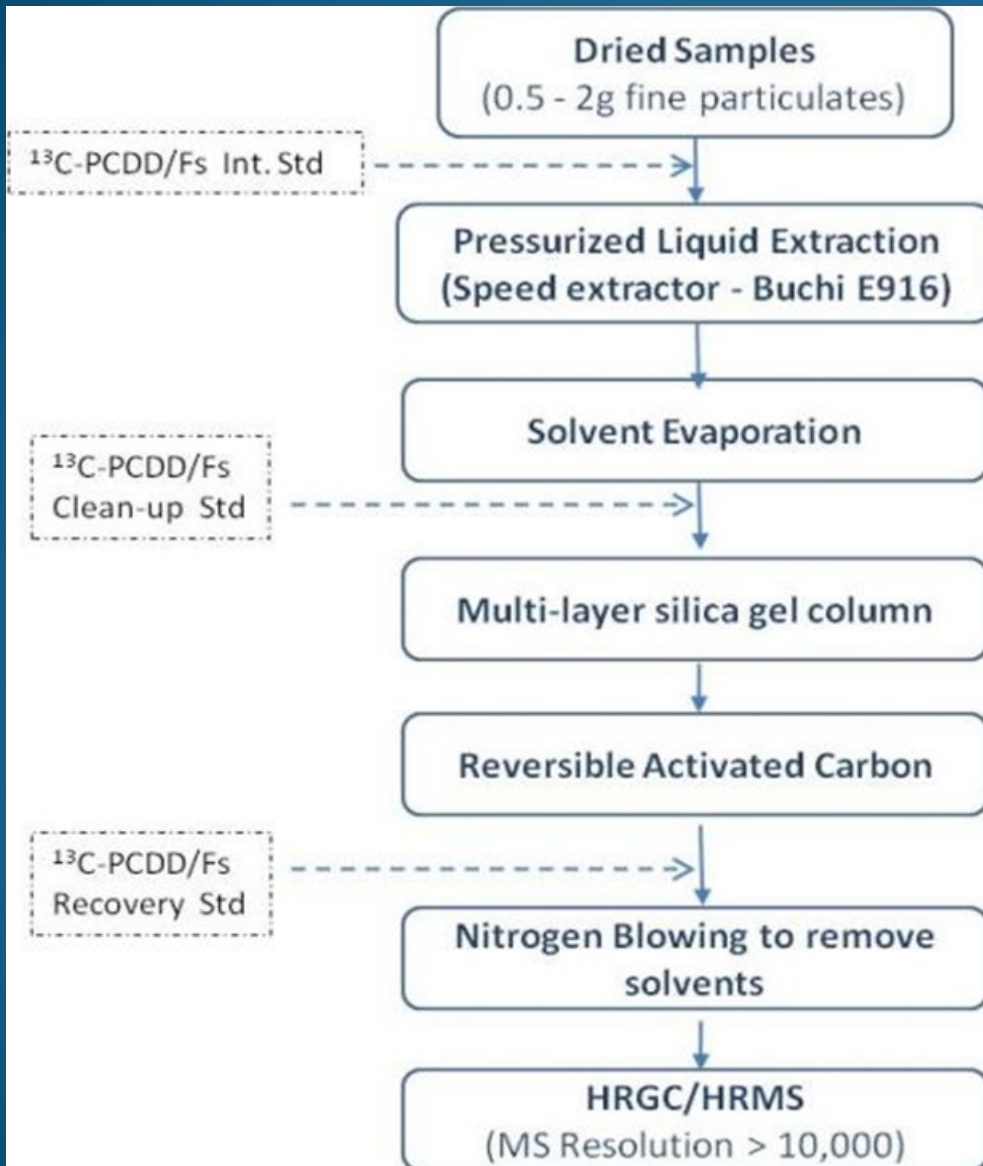 Dried Samples
(0.5 - 2g fine particulates)
¹³C-PCDD/Fs Int. Std
Pressurized Liquid Extraction
(Speed extractor - Buchi E916)
Solvent Evaporation
¹³C-PCDD/Fs
Clean-up Std
Multi-layer silica gel column
Reversible Activated Carbon
¹³C-PCDD/Fs
Recovery Std
Nitrogen Blowing to remove
solvents
HRGC/HRMS
(MS Resolution > 10,000)